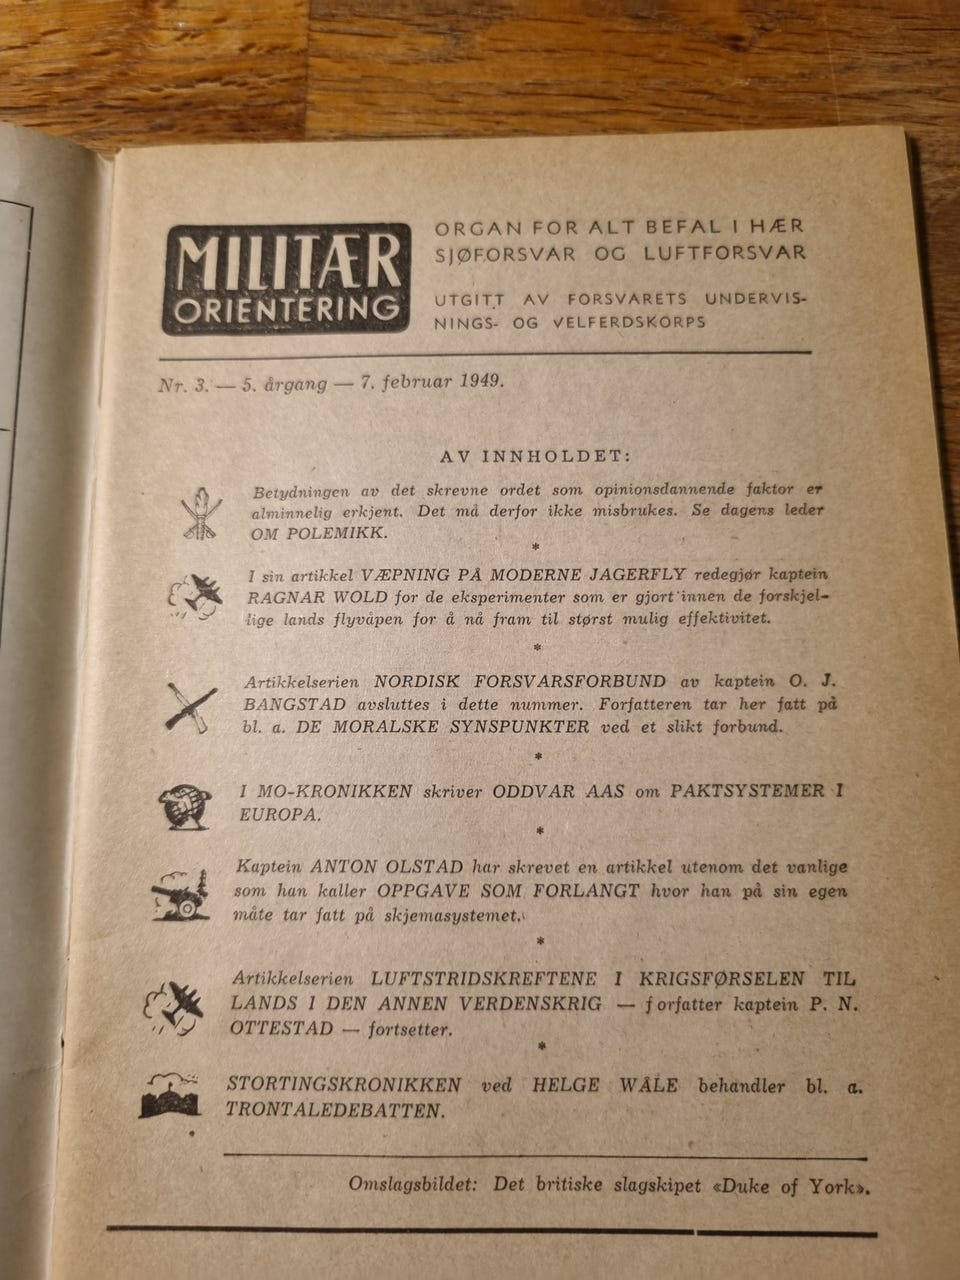 MILITÆR
ORIENTERING
ORGAN FOR ALT BEFAL I HÆR
SJØFORSVAR OG LUFTFORSVAR
UTGITT AV FORSVARETS UNDERVIS-
NINGS- OG VELFERDSKORPS
Nr. 3. — 5. årgang — 7. februar 1949.
AV INNHOLDET:
Betydningen av det skrevne ordet som opinionsdannende faktor er
alminnelig erkjent. Det må derfor ikke misbrukes. Se dagens leder
OM POLEMIKK.
*
I sin artikkel VÆPNING PÅ MODERNE JAGERFLY redegjør kaptein
RAGNAR WOLD for de eksperimenter som er gjort innen de forskjel-
lige lands flyvåpen for å nå fram til størst mulig effektivitet.
*
Artikkelserien NORDISK FORSVARSFORBUND av kaptein O. J.
BANGSTAD avsluttes i dette nummer. Forfatteren tar her fatt på
bl. a. DE MORALSKE SYNSPUNKTER ved et slikt forbund.
*
I MO-KRONIKKEN skriver ODDVAR AAS om PAKTSYSTEMER I
EUROPA.
*
Kaptein ANTON OLSTAD har skrevet en artikkel utenom det vanlige
som han kaller OPPGAVE SOM FORLANGT hvor han på sin egen
måte tar fatt på skjemasystemet.
*
Artikkelserien LUFTSTRIDSKREFTENE I KRIGSFØRSELEN TIL
LANDS I DEN ANNEN VERDENSKRIG — forfatter kaptein P. N.
OTTESTAD — fortsetter.
*
STORTINGSKRONIKKEN ved HELGE WÅLE behandler bl. a.
TRONTALEDEBATTEN.
Omslagsbildet: Det britiske slagskipet «Duke of York».